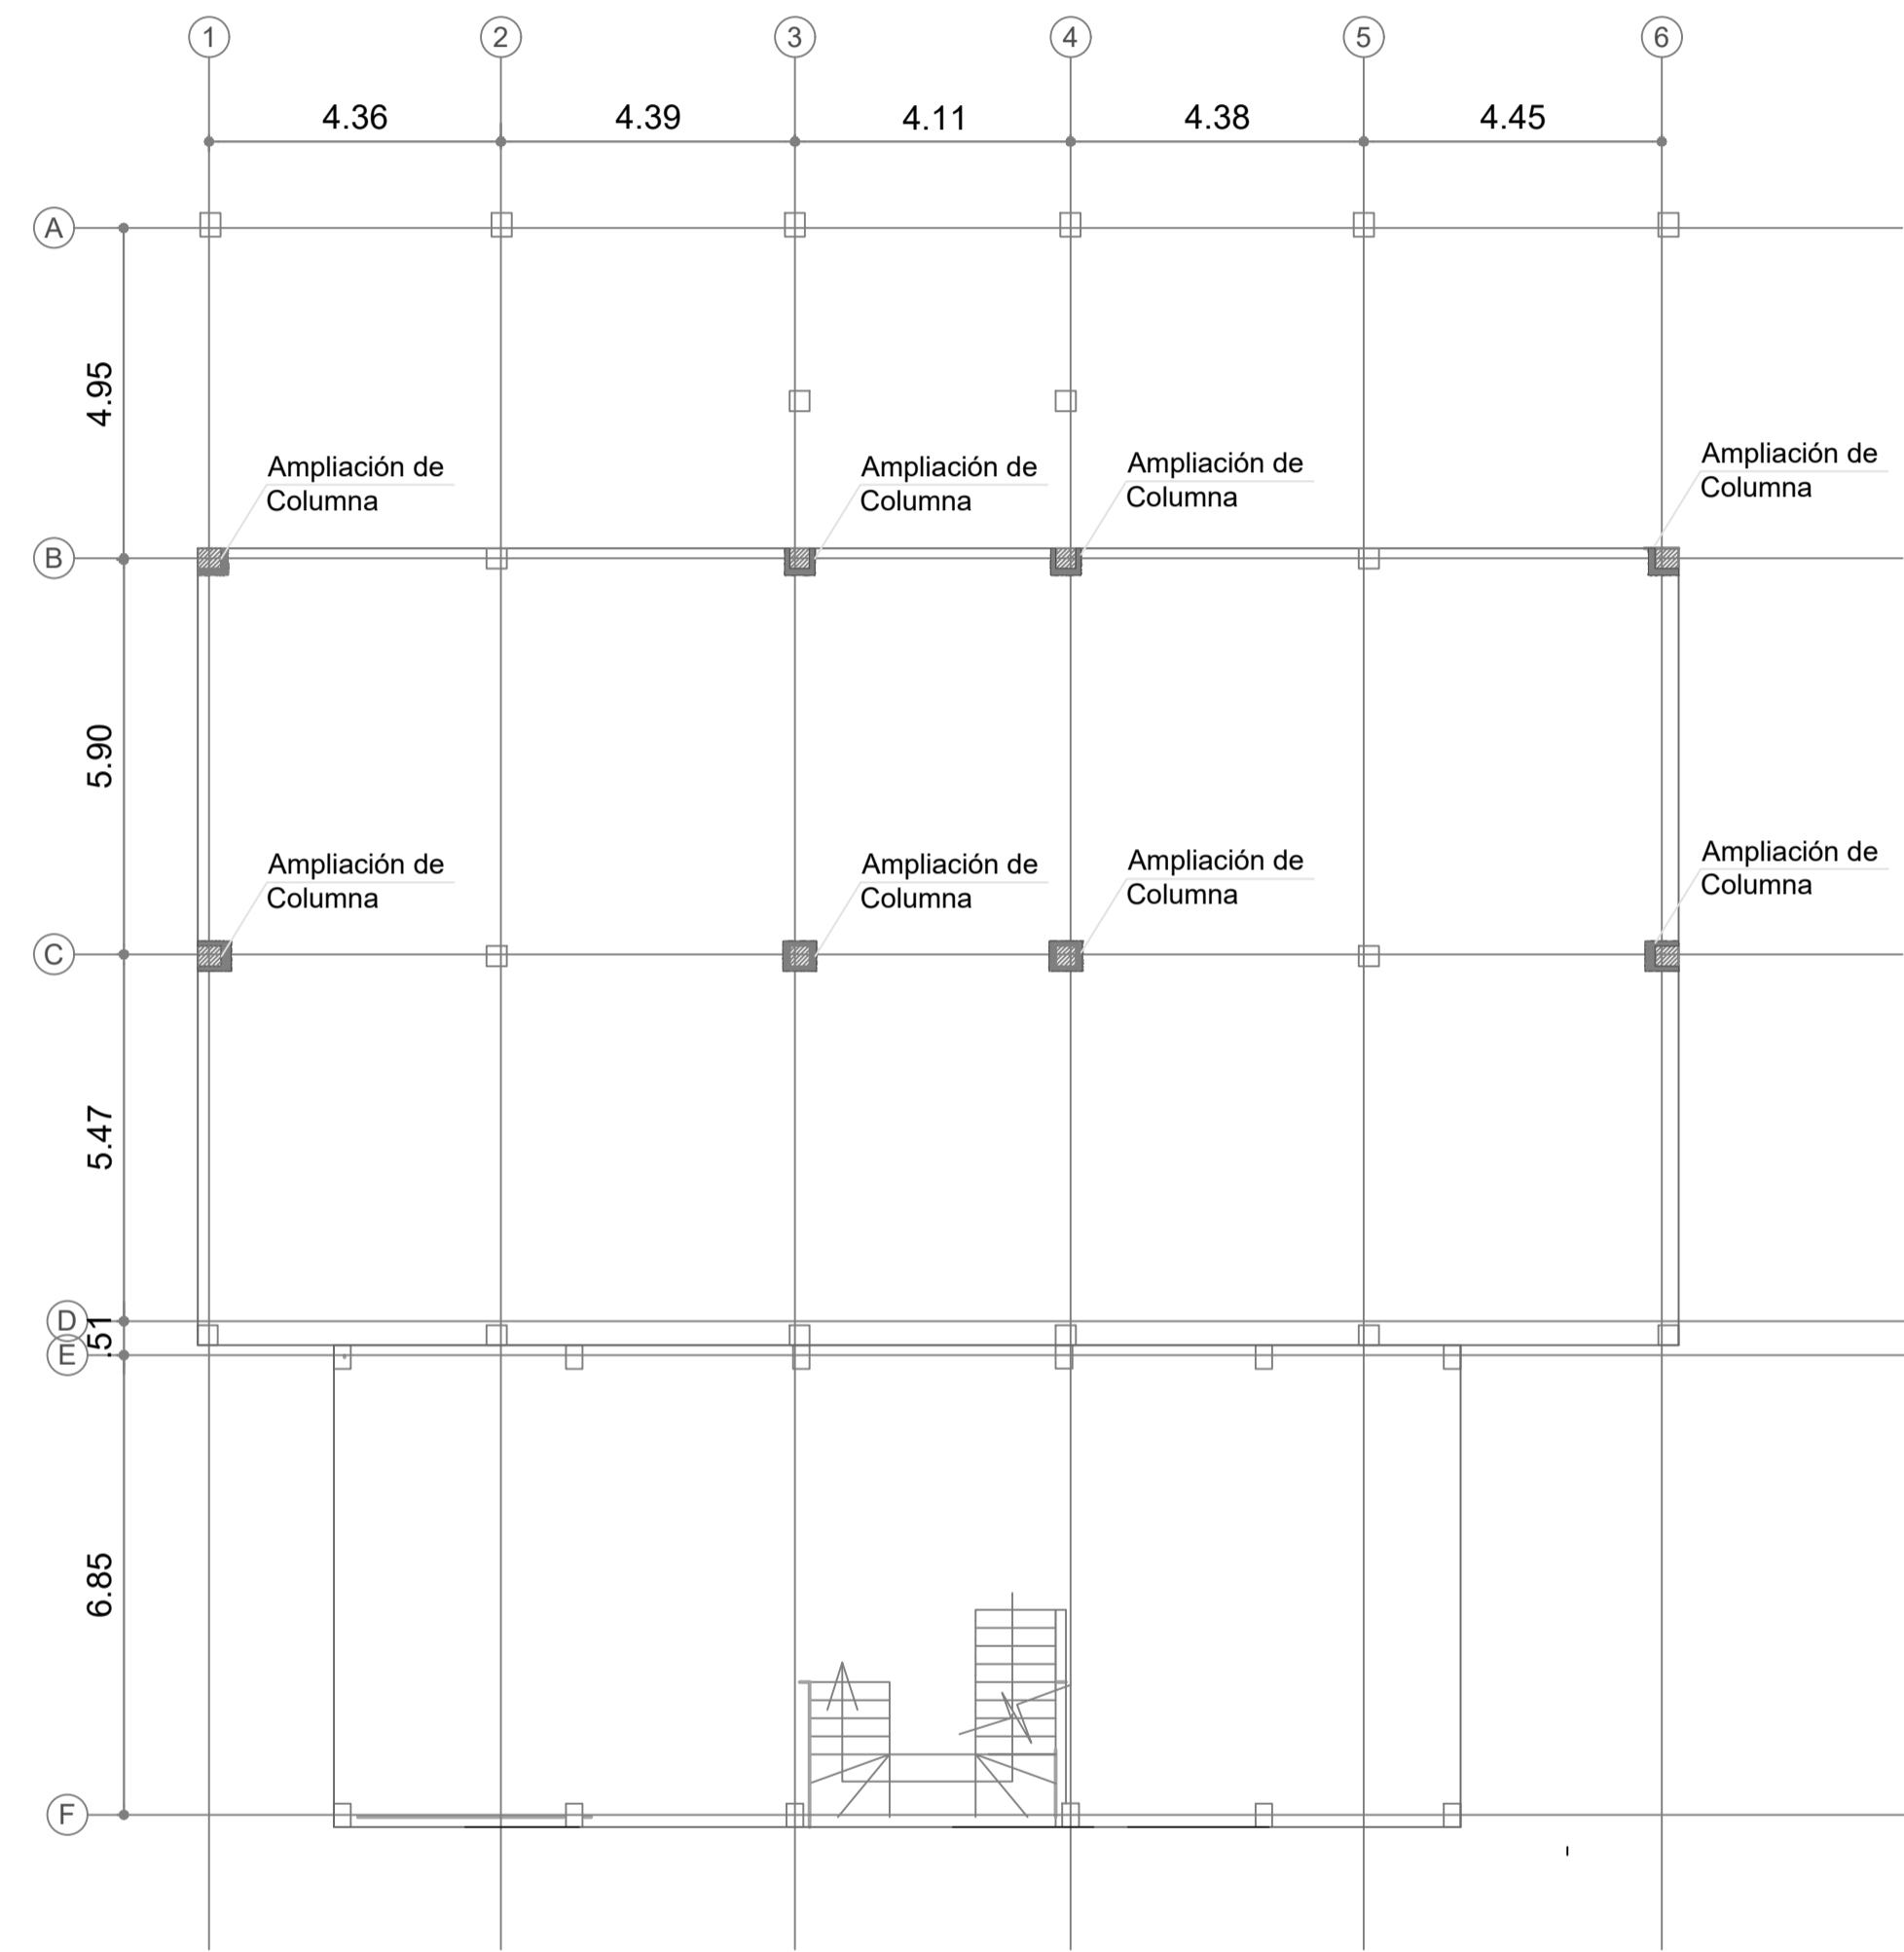 1 2 3 4 5 6
4.36 4.39 4.11 4.38 4.45
A
4.95
Ampliación de
Columna
Ampliación de
Columna
Ampliación de
Columna
Ampliación de
Columna
B
5.90
Ampliación de
Columna
Ampliación de
Columna
Ampliación de
Columna
Ampliación de
Columna
C
5.47
D
.51
E
6.85
F